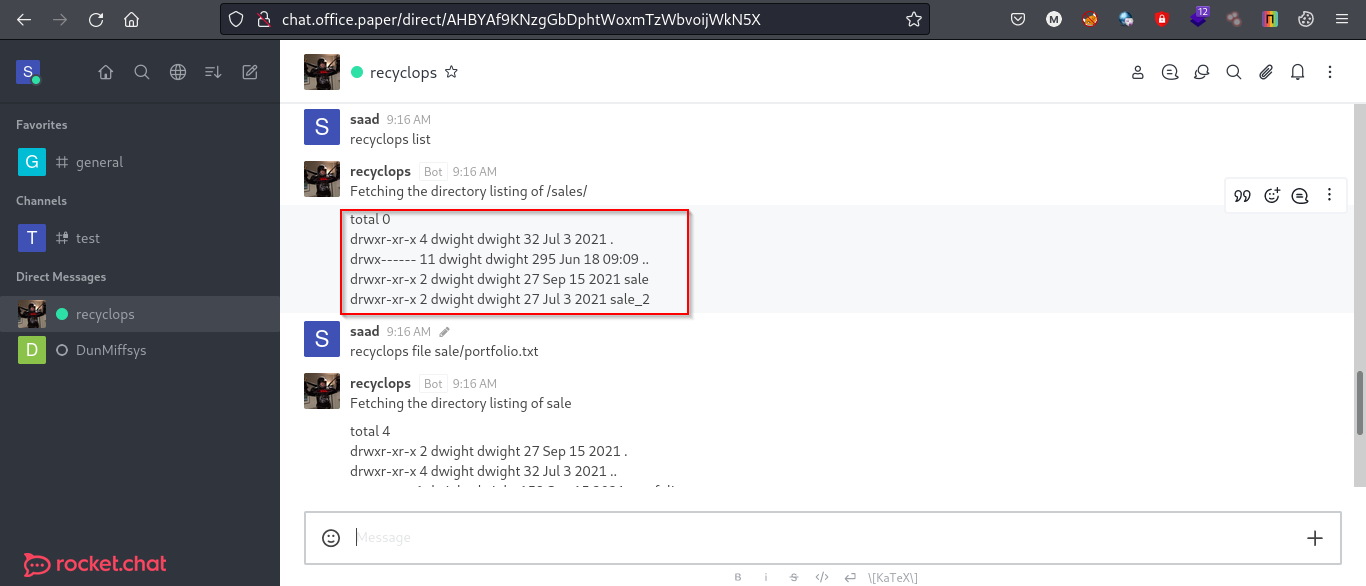 chat.office.paper/direct/AHBYAf9KNzgGbDphtWoxmTzWbvoijWkN5X
M
12
S
Favorites
G # general
Channels
T test
Direct Messages
recyclops
D DunMiffsys
rocket.chat
recyclops
S saad 9:16 AM
recyclops list
recyclops Bot 9:16 AM
Fetching the directory listing of /sales/
total 0
drwxr-xr-x 4 dwight dwight 32 Jul 3 2021 .
drwx------ 11 dwight dwight 295 Jun 18 09:09 ..
drwxr-xr-x 2 dwight dwight 27 Sep 15 2021 sale
drwxr-xr-x 2 dwight dwight 27 Jul 3 2021 sale_2
S saad 9:16 AM
recyclops file sale/portfolio.txt
recyclops Bot 9:16 AM
Fetching the directory listing of sale
total 4
drwxr-xr-x 2 dwight dwight 27 Sep 15 2021 .
drwxr-xr-x 4 dwight dwight 32 Jul 3 2021 ..
Message
B i S </> \[KaTeX\]